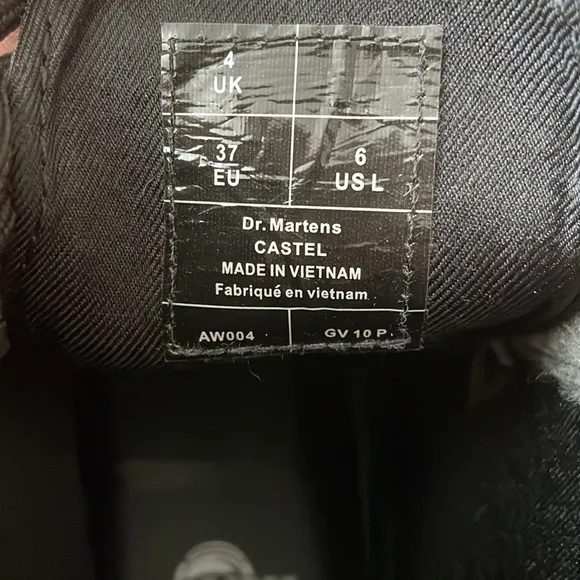 4
UK
37
EU
6
US L
Dr. Martens
CASTEL
MADE IN VIETNAM
Fabriqué en vietnam
AW004
GV 10 P